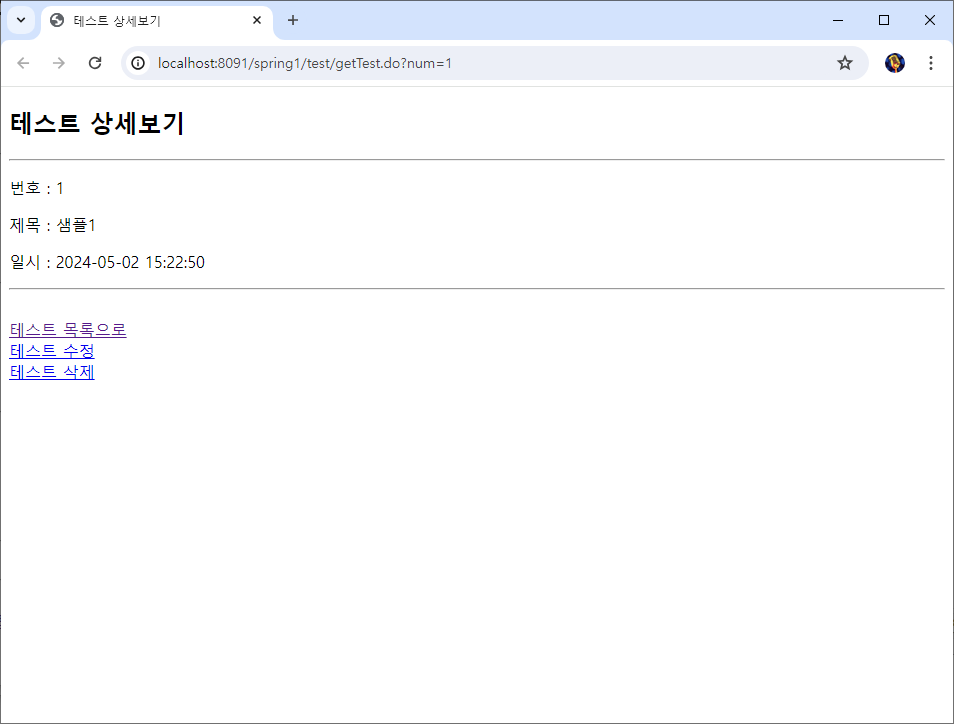 테스트 상세보기
localhost:8091/spring1/test/getTest.do?num=1
테스트 상세보기
번호 : 1
제목 : 샘플1
일시 : 2024-05-02 15:22:50
테스트 목록으로
테스트 수정
테스트 삭제